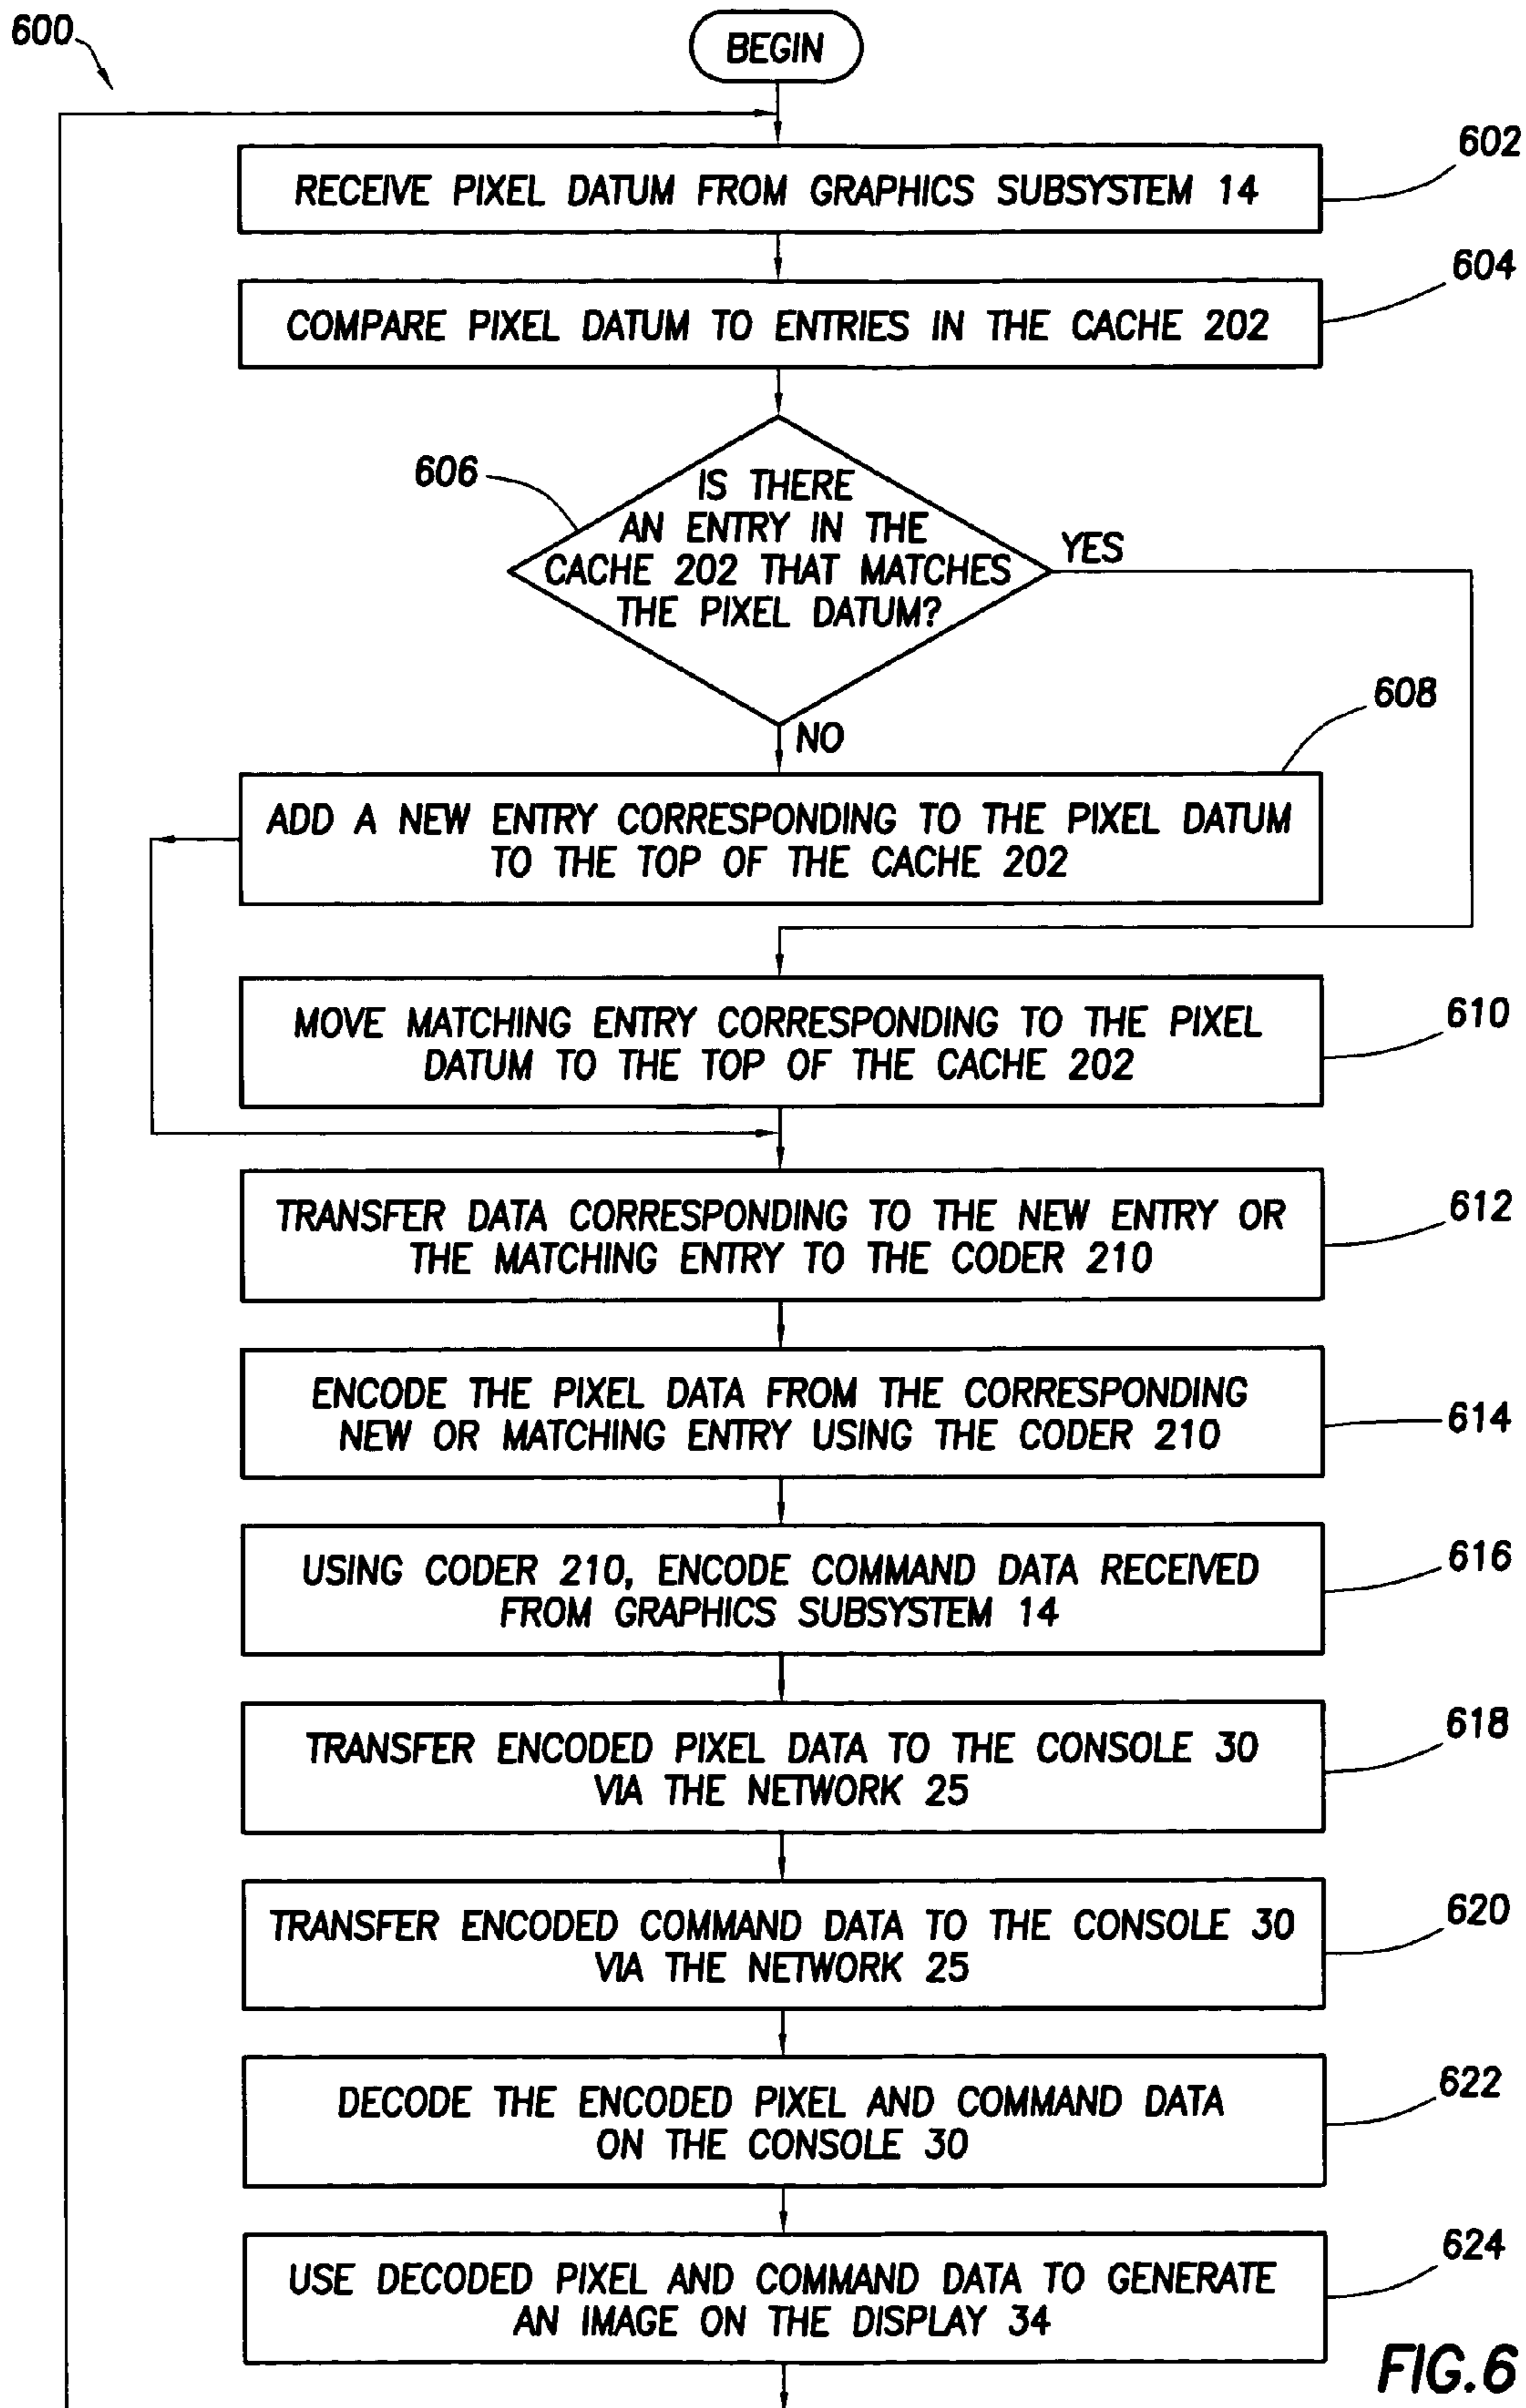 600
BEGIN
602
RECEIVE PIXEL DATUM FROM GRAPHICS SUBSYSTEM 14
604
COMPARE PIXEL DATUM TO ENTRIES IN THE CACHE 202
606
IS THERE
AN ENTRY IN THE
CACHE 202 THAT MATCHES
THE PIXEL DATUM?
YES
NO
608
ADD A NEW ENTRY CORRESPONDING TO THE PIXEL DATUM
TO THE TOP OF THE CACHE 202
610
MOVE MATCHING ENTRY CORRESPONDING TO THE PIXEL
DATUM TO THE TOP OF THE CACHE 202
612
TRANSFER DATA CORRESPONDING TO THE NEW ENTRY OR
THE MATCHING ENTRY TO THE CODER 210
614
ENCODE THE PIXEL DATA FROM THE CORRESPONDING
NEW OR MATCHING ENTRY USING THE CODER 210
616
USING CODER 210, ENCODE COMMAND DATA RECEIVED
FROM GRAPHICS SUBSYSTEM 14
618
TRANSFER ENCODED PIXEL DATA TO THE CONSOLE 30
VIA THE NETWORK 25
620
TRANSFER ENCODED COMMAND DATA TO THE CONSOLE 30
VIA THE NETWORK 25
622
DECODE THE ENCODED PIXEL AND COMMAND DATA
ON THE CONSOLE 30
624
USE DECODED PIXEL AND COMMAND DATA TO GENERATE
AN IMAGE ON THE DISPLAY 34
FIG.6